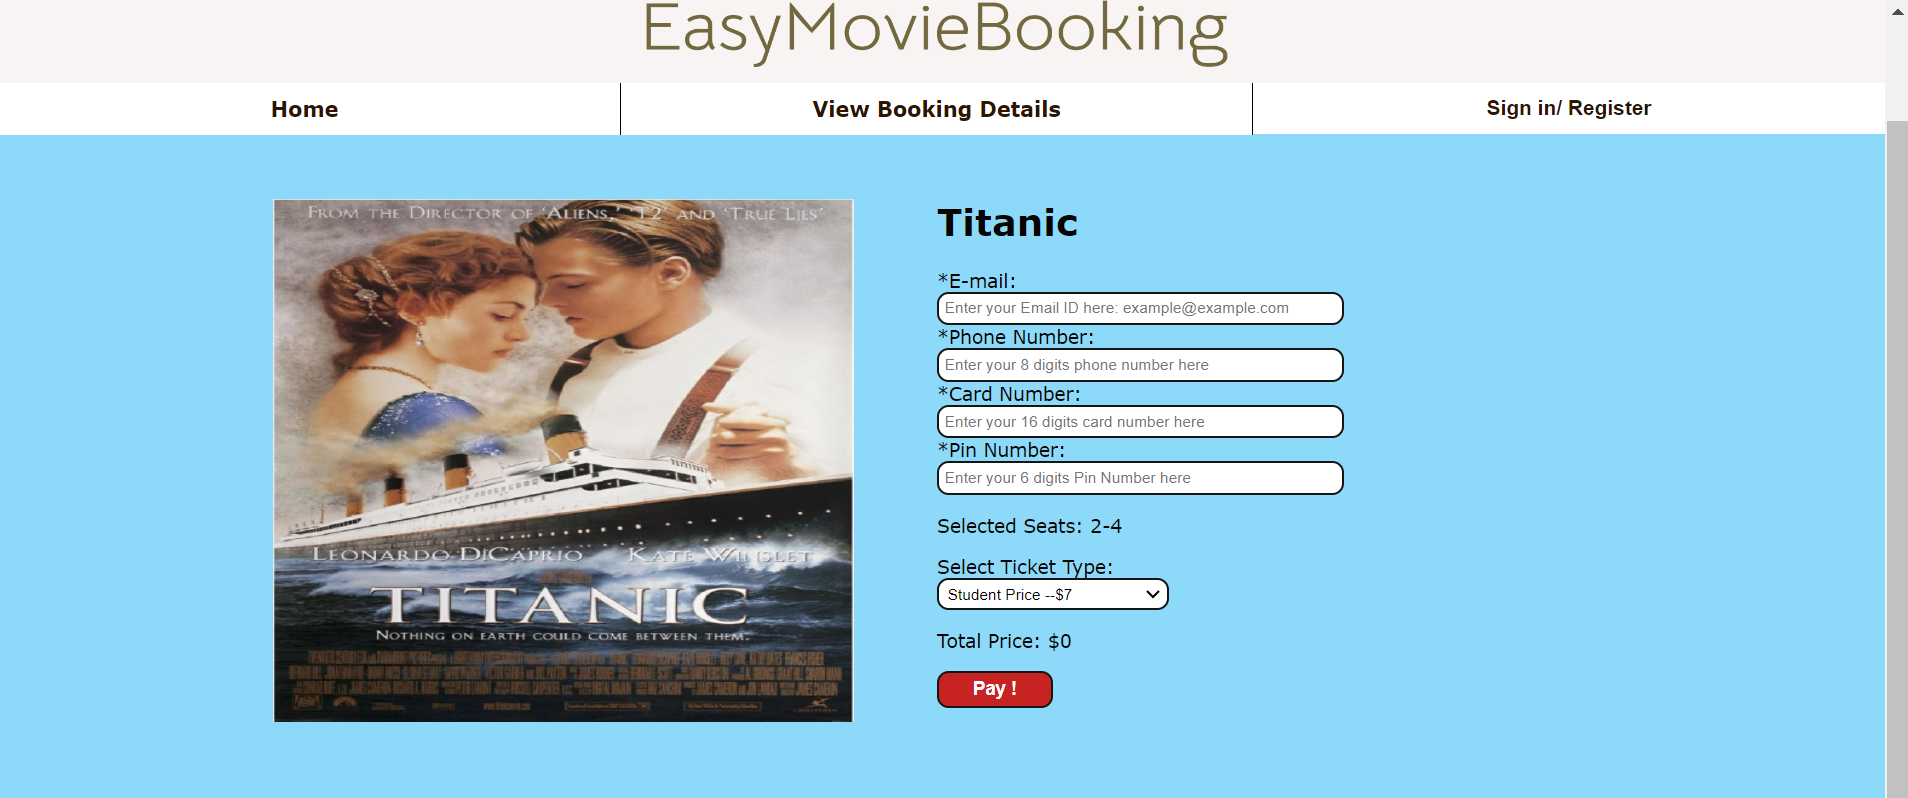 EasyMovieBooking
Home
View Booking Details
Sign in/ Register
FROM THE DIRECTOR OF 'ALIENS,' 'T2' AND 'TRUE LIES'
LEONARDO DICAPRIO KATE WINSLET
TITANIC
NOTHING ON EARTH COULD COME BETWEEN THEM.
Titanic
*E-mail:
Enter your Email ID here: example@example.com
*Phone Number:
Enter your 8 digits phone number here
*Card Number:
Enter your 16 digits card number here
*Pin Number:
Enter your 6 digits Pin Number here
Selected Seats: 2-4
Select Ticket Type:
Student Price --$7
Total Price: $0
Pay !